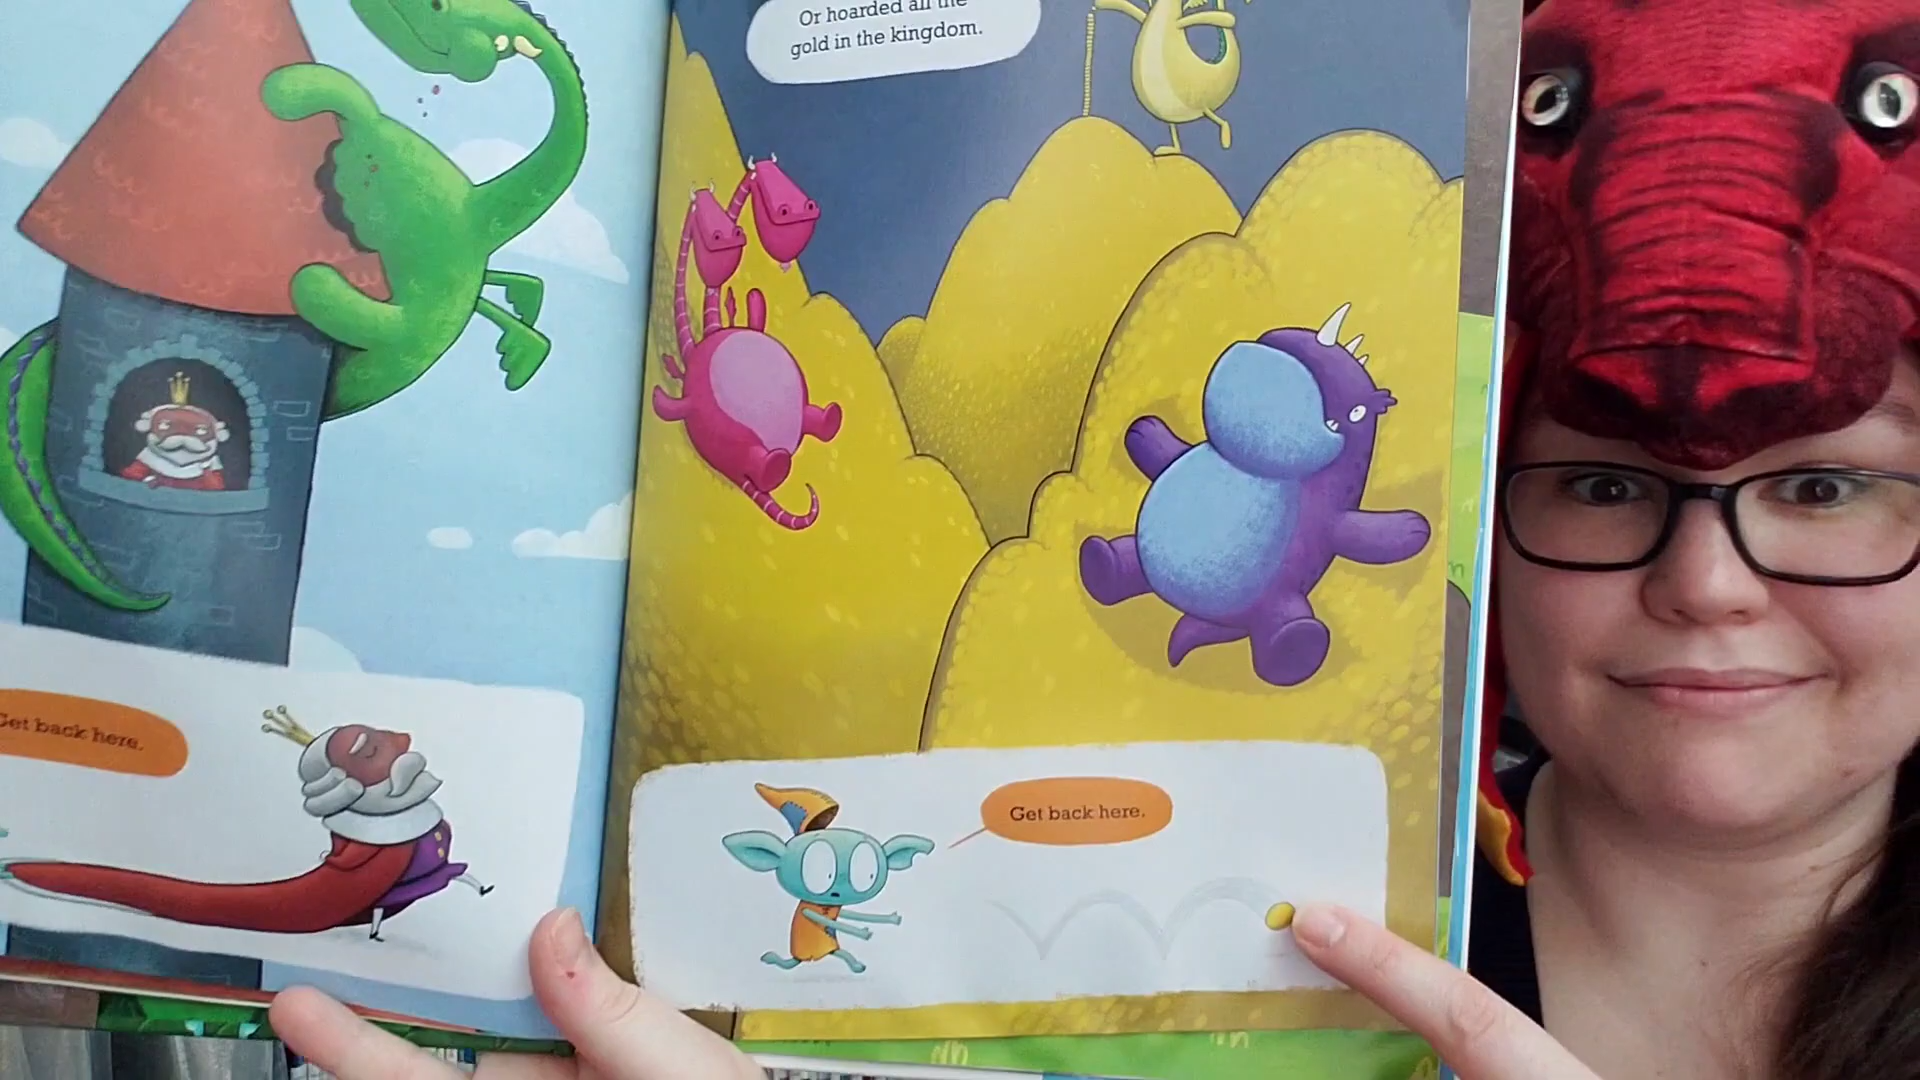 Get back here.
Or hoarded all the
gold in the kingdom.
Get back here.